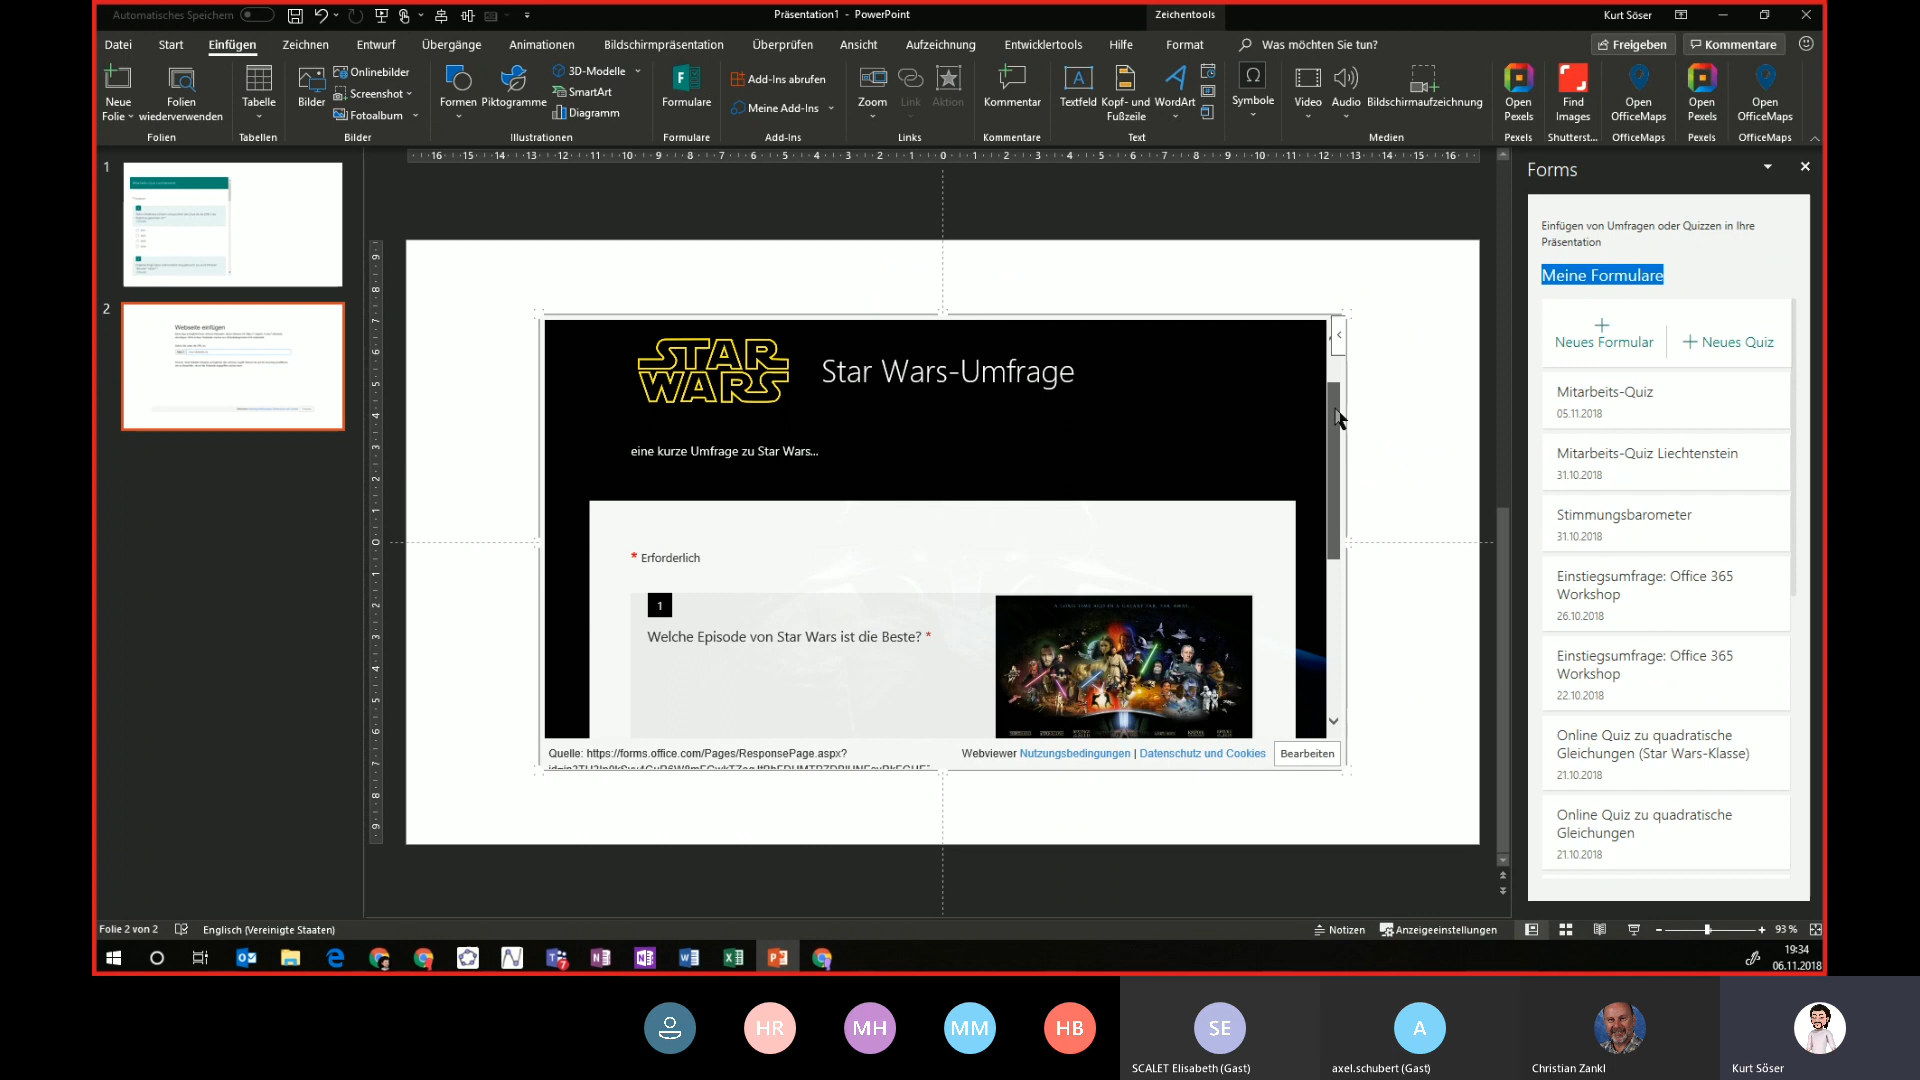 Automatisches Speichern
Präsentation1 - PowerPoint
Zeichentools
Kurt Söser
Datei Start Einfügen Zeichnen Entwurf Übergänge Animationen Bildschirmpräsentation Überprüfen Ansicht Aufzeichnung Entwicklertools Hilfe Format Was möchten Sie tun? Freigeben Kommentare
Neue Folie
Folien wiederverwenden
Folien
Tabelle
Tabellen
Bilder
Onlinebilder
Screenshot
Fotoalbum
Bilder
Formen
Piktogramme
3D-Modelle
SmartArt
Diagramm
Illustrationen
Formulare
Formulare
Add-Ins abrufen
Meine Add-Ins
Add-Ins
Zoom
Link
Aktion
Links
Kommentar
Kommentare
Textfeld
Kopf- und Fußzeile
WordArt
Text
Symbole
Video
Audio
Bildschirmaufzeichnung
Medien
Open Pexels
Pexels
Find Images
Shutterst...
Open OfficeMaps
OfficeMaps
Open Pexels
Pexels
Open OfficeMaps
OfficeMaps
1
2
Webseite einfügen
STAR WARS
Star Wars-Umfrage
eine kurze Umfrage zu Star Wars...
* Erforderlich
1
Welche Episode von Star Wars ist die Beste? *
Quelle: https://forms.office.com/Pages/ResponsePage.aspx?
Webviewer Nutzungsbedingungen | Datenschutz und Cookies
Bearbeiten
Forms
Einfügen von Umfragen oder Quizzen in Ihre
Präsentation
Meine Formulare
Neues Formular
Neues Quiz
Mitarbeits-Quiz
05.11.2018
Mitarbeits-Quiz Liechtenstein
31.10.2018
Stimmungsbarometer
31.10.2018
Einstiegsumfrage: Office 365
Workshop
26.10.2018
Einstiegsumfrage: Office 365
Workshop
22.10.2018
Online Quiz zu quadratische
Gleichungen (Star Wars-Klasse)
21.10.2018
Online Quiz zu quadratische
Gleichungen
21.10.2018
Folie 2 von 2
Englisch (Vereinigte Staaten)
Notizen
Anzeigeeinstellungen
93 %
19:34
06.11.2018
HR
MH
MM
HB
SE
A
SCALET Elisabeth (Gast)
axel.schubert (Gast)
Christian Zankl
Kurt Söser